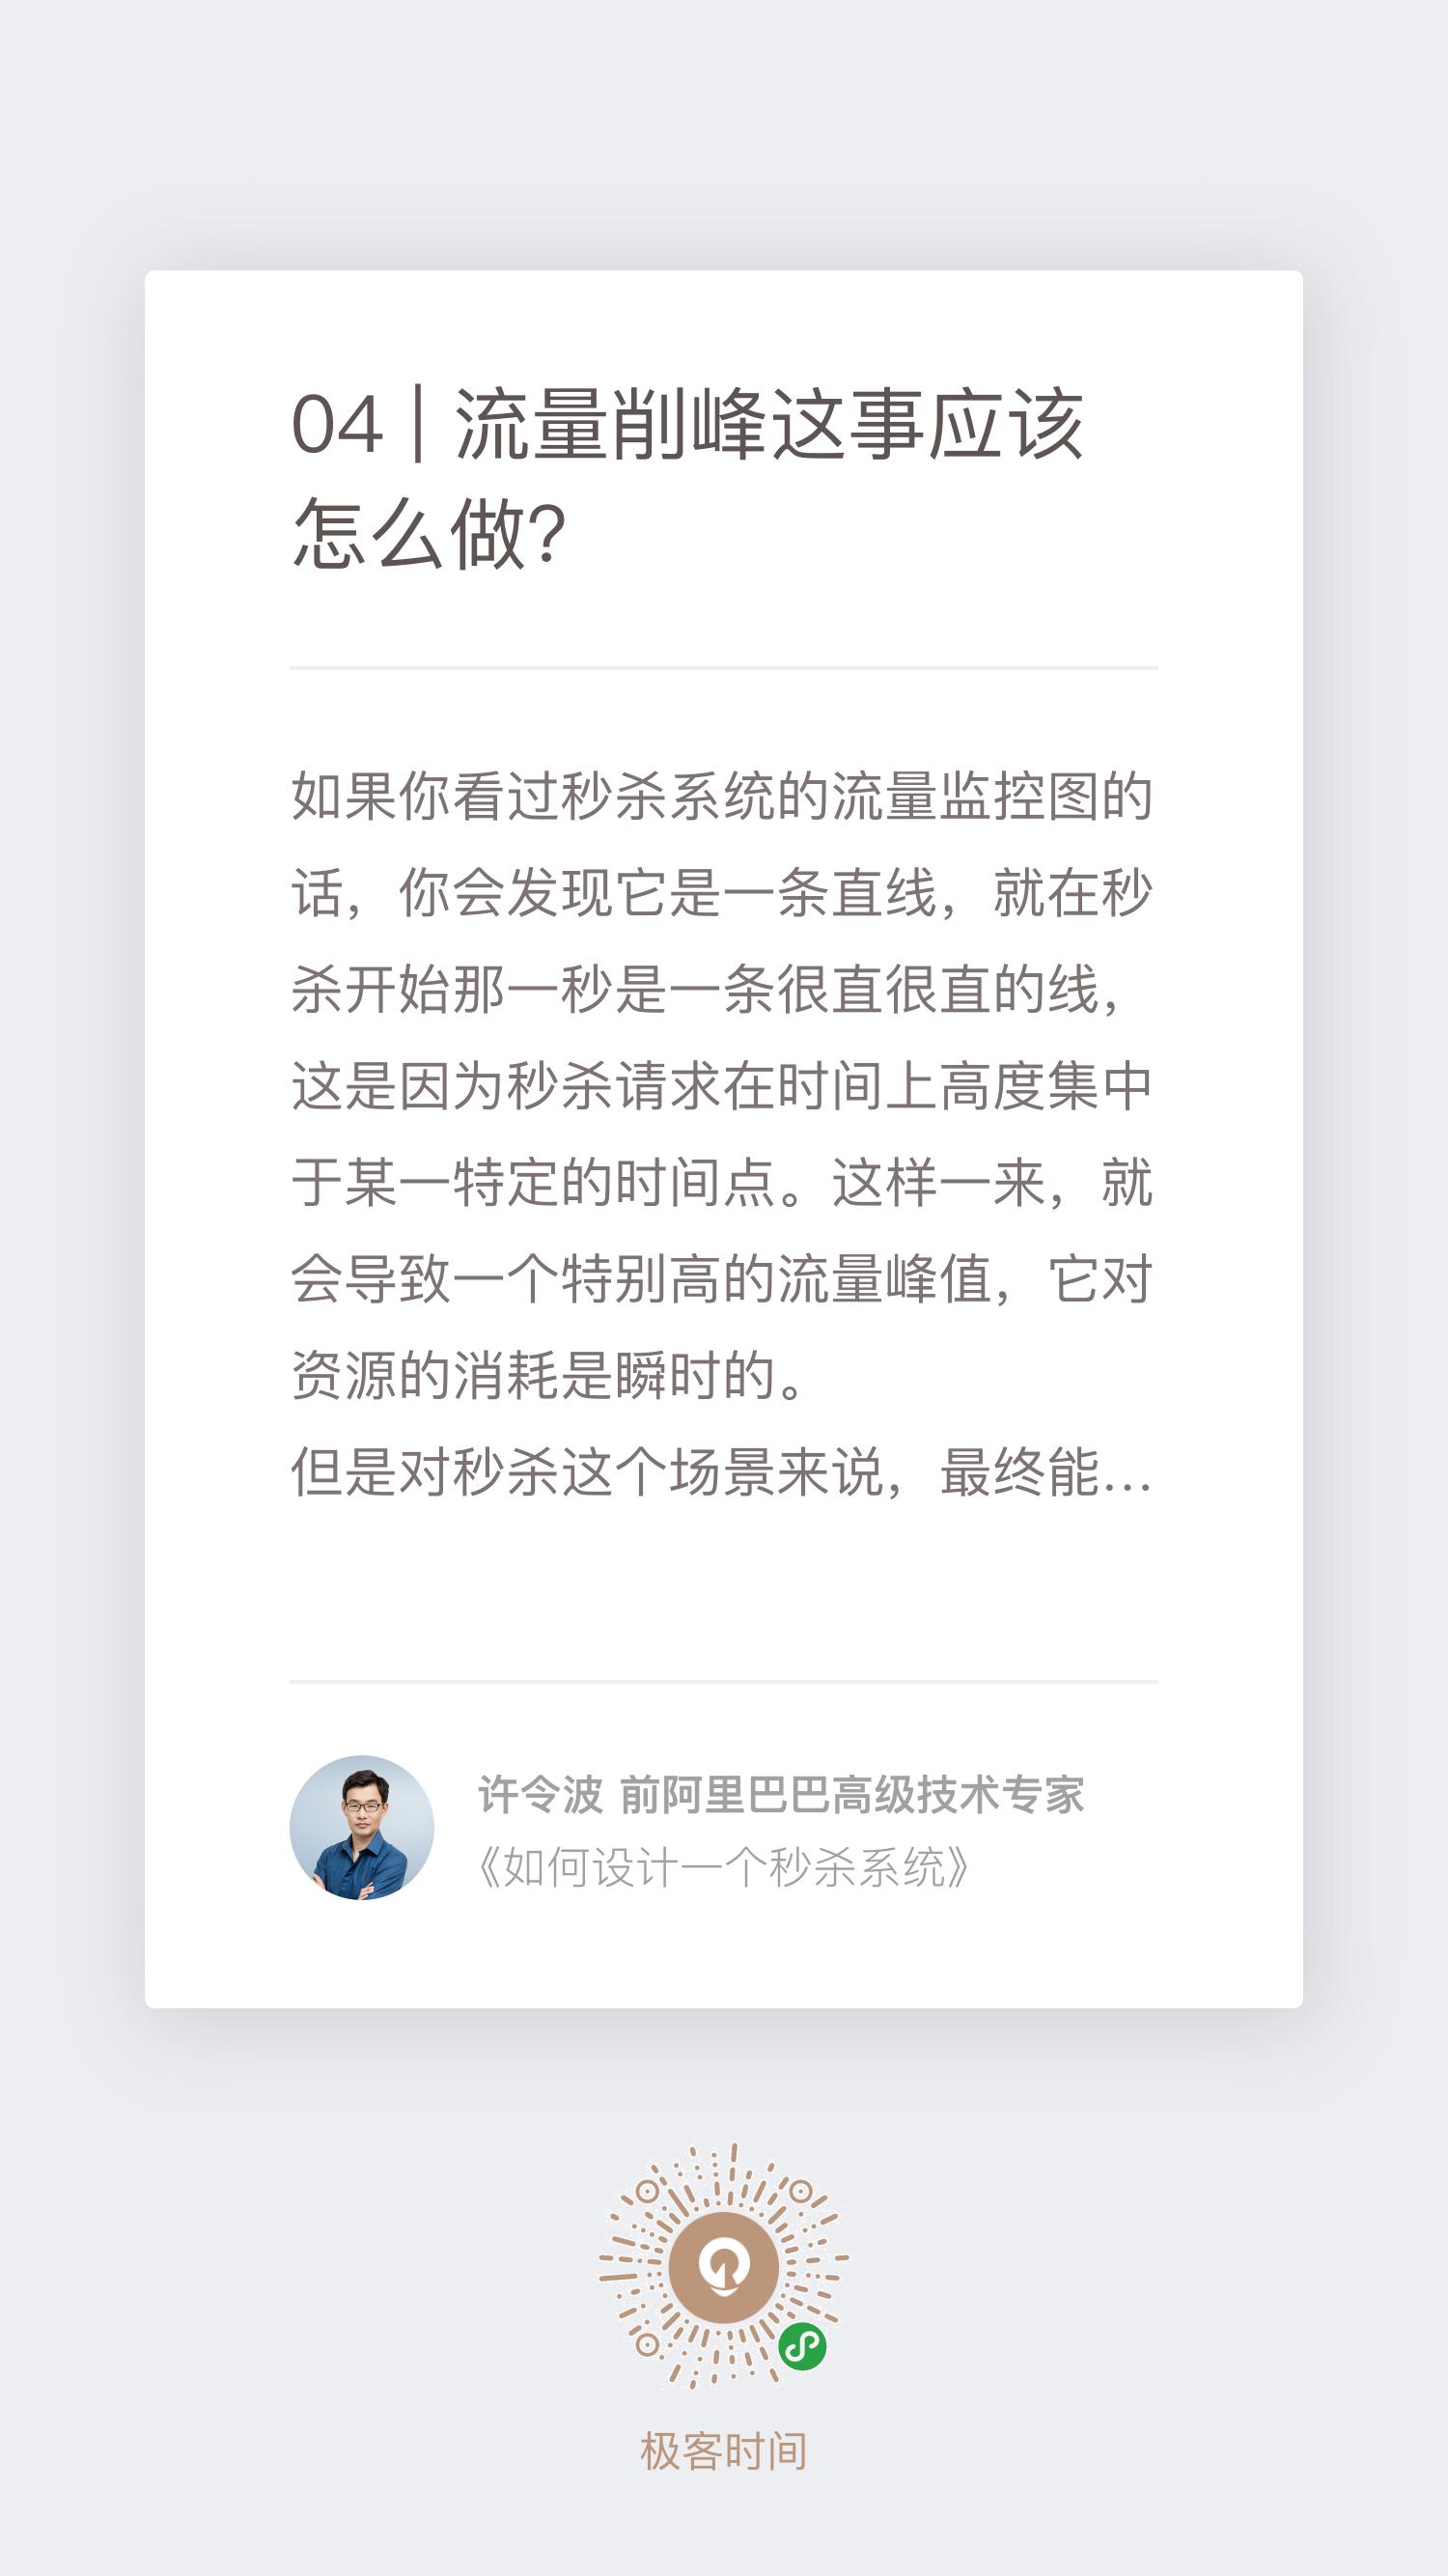 04 | 流量削峰这事应该
怎么做?
如果你看过秒杀系统的流量监控图的
话，你会发现它是一条直线，就在秒
杀开始那一秒是一条很直很直的线，
这是因为秒杀请求在时间上高度集中
于某一特定的时间点。这样一来，就
会导致一个特别高的流量峰值，它对
资源的消耗是瞬时的。
但是对秒杀这个场景来说，最终能...
许令波 前阿里巴巴高级技术专家
《如何设计一个秒杀系统》
极客时间